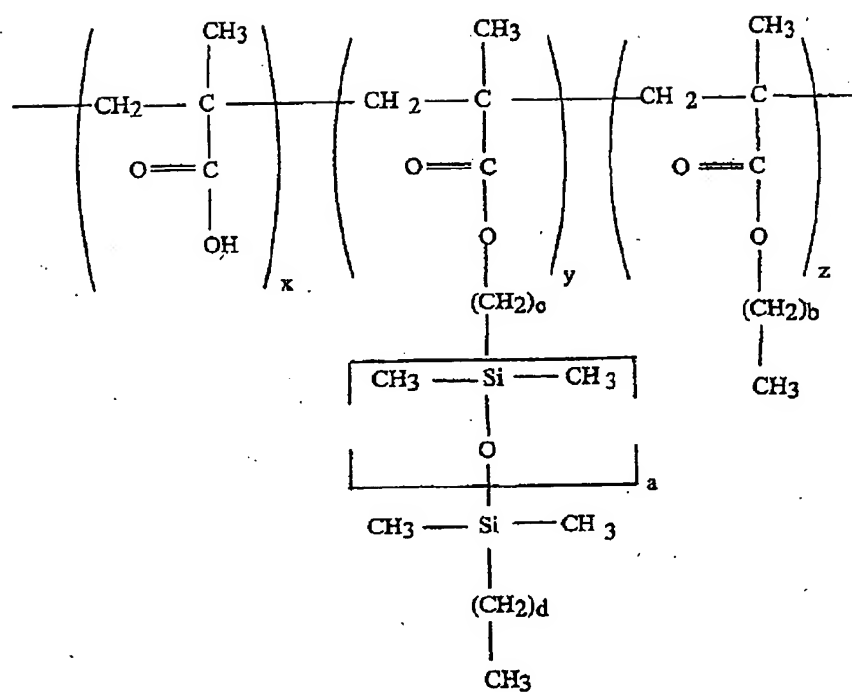 CH3 CH3 CH3
CH2 C CH 2 C CH 2 C
O C O C O C
OH O O
x y z
(CH2)c (CH2)b
CH3 Si CH 3 CH3
O
a
CH3 Si CH 3
(CH2)d
CH3